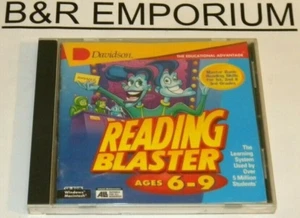 B&R EMPORIUM
Davidson
THE EDUCATIONAL ADVANTAGE
READING
BLASTER
AGES 6-9
The
Learning
System
Used by
Over
5 Million
Students